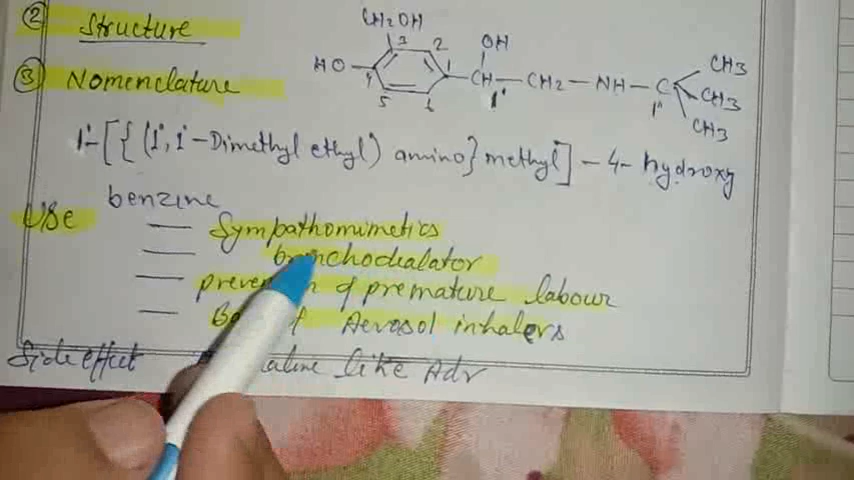 ② Structure
CH₂OH
HO 3 2 1 4 5 6 OH CH 1' CH₂ NH C 1" CH₃ CH₃ CH₃
③ Nomenclature
1'-[{(1', 1'-Dimethyl ethyl) amino} methyl] - 4- hydroxy
benzine
Use — Sympathomimetics
— bronchodialator
— of premature labour
— Aerosol inhalers
Side effect like Adr